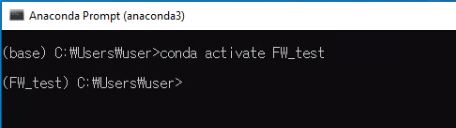 Anaconda Prompt (anaconda3)
(base) C:₩Users₩user>conda activate FW_test
(FW_test) C:₩Users₩user>